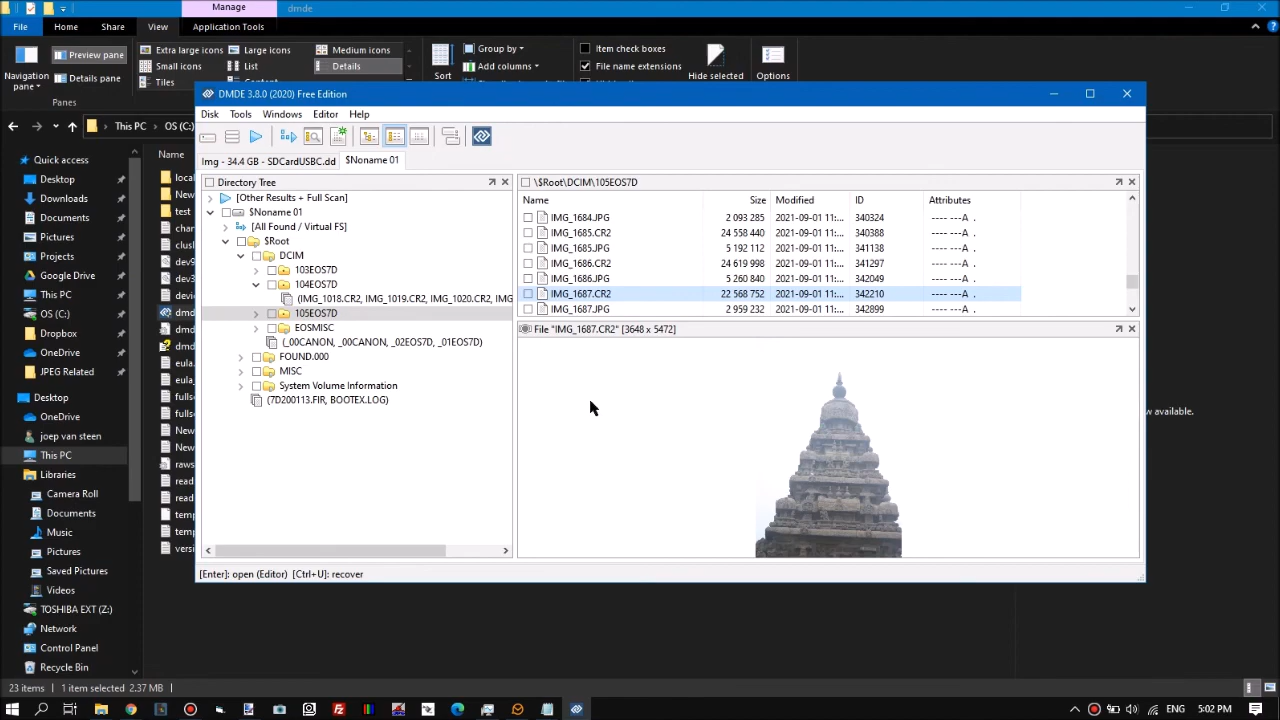 Manage
dmde
File
Home
Share
View
Application Tools
Navigation pane
Preview pane
Details pane
Panes
Extra large icons
Large icons
Medium icons
Small icons
List
Details
Tiles
Content
Sort
Group by
Add columns
Item check boxes
File name extensions
Hide selected
Options
This PC
OS (C:)
Name
Quick access
Desktop
Downloads
Documents
Pictures
Projects
Google Drive
This PC
OS (C:)
Dropbox
OneDrive
JPEG Related
Desktop
OneDrive
joep van steen
This PC
Libraries
Camera Roll
Documents
Music
Pictures
Saved Pictures
Videos
TOSHIBA EXT (Z:)
Network
Control Panel
Recycle Bin
23 items
1 item selected 2.37 MB
DMDE 3.8.0 (2020) Free Edition
Disk
Tools
Windows
Editor
Help
Img - 34.4 GB - SDCardUSBC.dd
$Noname 01
Directory Tree
[Other Results + Full Scan]
$Noname 01
[All Found / Virtual FS]
$Root
DCIM
103EOS7D
104EOS7D
(IMG_1018.CR2, IMG_1019.CR2, IMG_1020.CR2, IMG
105EOS7D
EOSMISC
(_00CANON, _00CANON, _02EOS7D, _01EOS7D)
FOUND.000
MISC
System Volume Information
(7D200113.FIR, BOOTEX.LOG)
\$Root\DCIM\105EOS7D
Name Size Modified ID Attributes
IMG_1684.JPG 2 093 285 2021-09-01 11:... 340324 ---- ---A .
IMG_1685.CR2 24 558 440 2021-09-01 11:... 340388 ---- ---A .
IMG_1685.JPG 5 192 112 2021-09-01 11:... 341138 ---- ---A .
IMG_1686.CR2 24 619 998 2021-09-01 11:... 341297 ---- ---A .
IMG_1686.JPG 5 260 840 2021-09-01 11:... 342049 ---- ---A .
IMG_1687.CR2 22 568 752 2021-09-01 11:... 342210 ---- ---A .
IMG_1687.JPG 2 959 232 2021-09-01 11:... 342899 ---- ---A .
File "IMG_1687.CR2" [3648 x 5472]
[Enter]: open (Editor) [Ctrl+U]: recover
w available.
ENG
5:02 PM